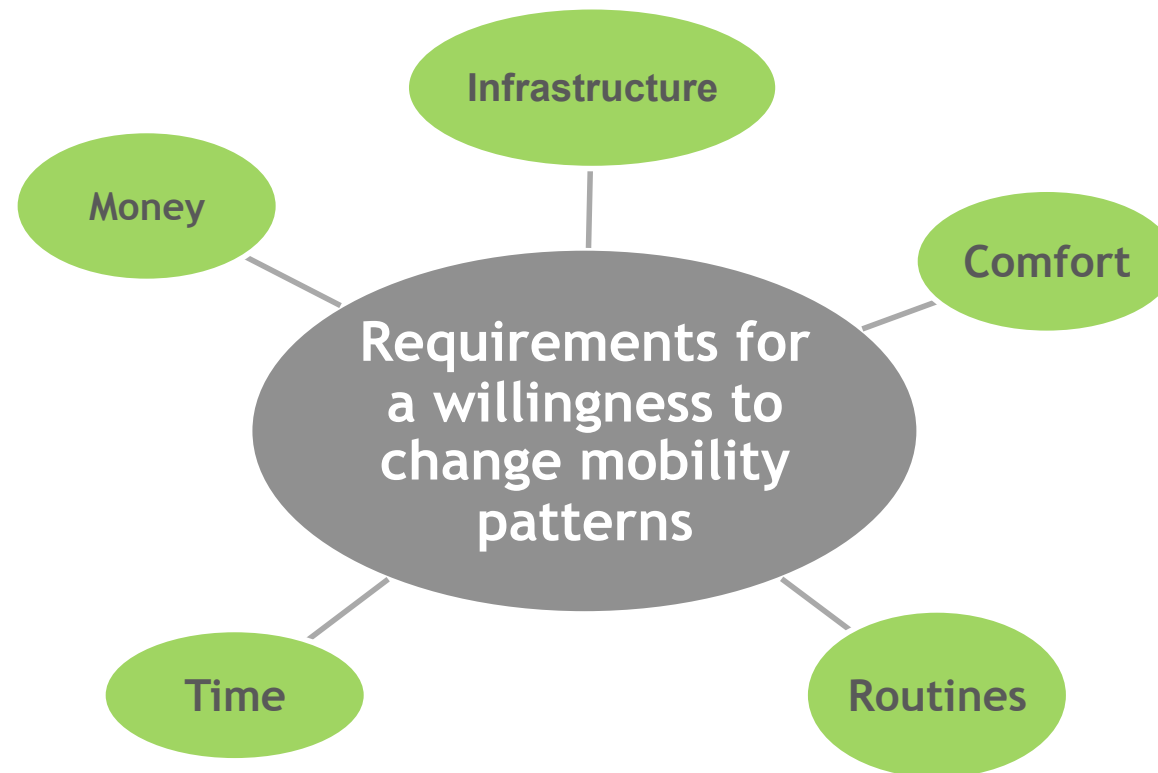 Infrastructure
Money
Comfort
Requirements for
a willingness to
change mobility
patterns
Time
Routines